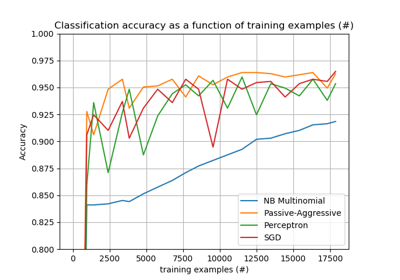 Classification accuracy as a function of training examples (#)
1.000
0.975
0.950
0.925
0.900
0.875
0.850
0.825
0.800
Accuracy
NB Multinomial
Passive-Aggressive
Perceptron
SGD
0 2500 5000 7500 10000 12500 15000 17500
training examples (#)